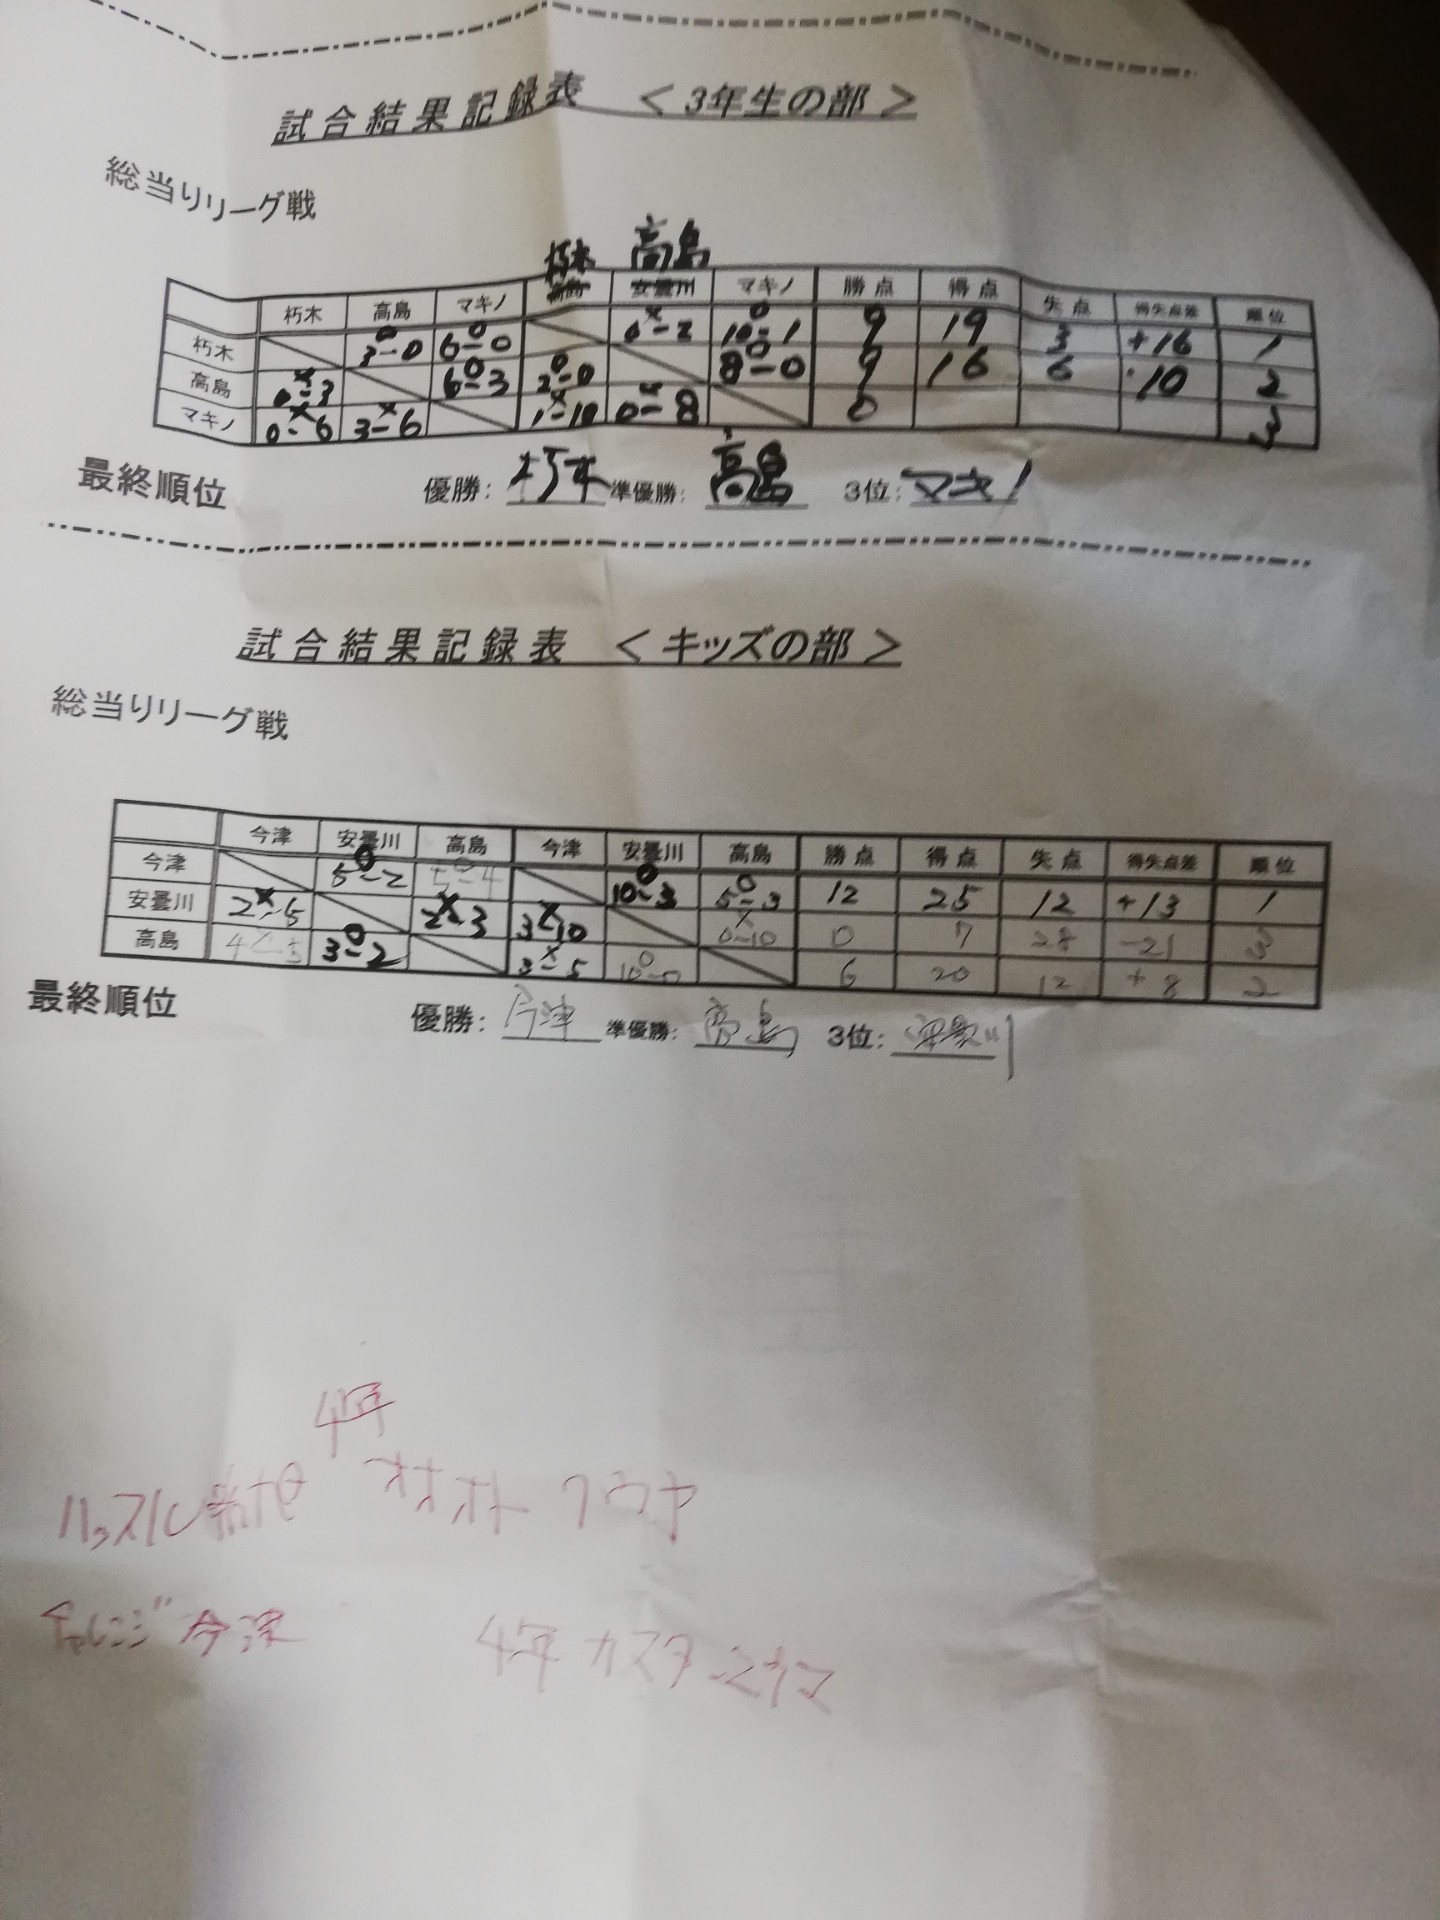 試合結果記録表 <3年生の部>
総当りリーグ戦
朽木 高島
朽木 高島 マキノ 高島 安曇川 マキノ 勝点 得点 失点 得失点差 順位
朽木 3-0 6-0 0-2 10-1 9 19 3 +16 1
高島 0-3 6-3 2-0 8-0 9 16 6 10 2
マキノ 0-6 3-6 1-10 0-8 0 3
最終順位 優勝: 朽木 準優勝: 高島 3位: マキノ
試合結果記録表 <キッズの部>
総当りリーグ戦
今津 安曇川 高島 今津 安曇川 高島 勝点 得点 失点 得失点差 順位
今津 5-2 5-4 10-3 5-3 12 25 12 +13 1
安曇川 2-5 2-3 3-10 0-10 0 7 28 -21 3
高島 4-5 3-2 3-5 10-0 6 20 12 +8 2
最終順位 優勝: 今津 準優勝: 高島 3位: 安曇川
4年
ハッスル新旭
チャレンジ 今津 4年